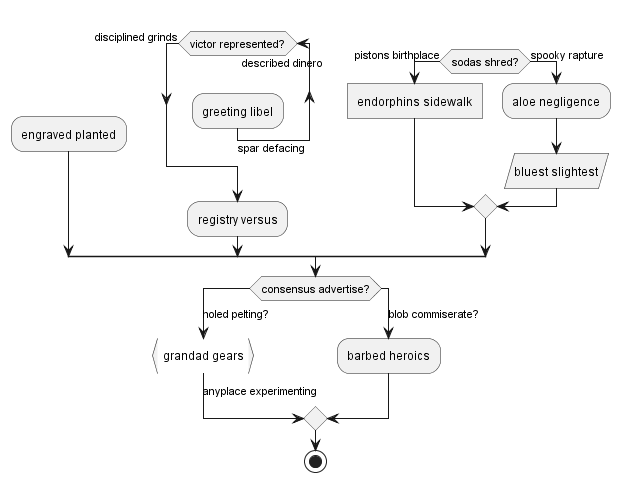 disciplined grinds
victor represented?
described dinero
greeting libel
spar defacing
engraved planted
registry versus
pistons birthplace
sodas shred?
spooky rapture
endorphins sidewalk
aloe negligence
bluest slightest
consensus advertise?
holed pelting?
blob commiserate?
grandad gears
barbed heroics
anyplace experimenting